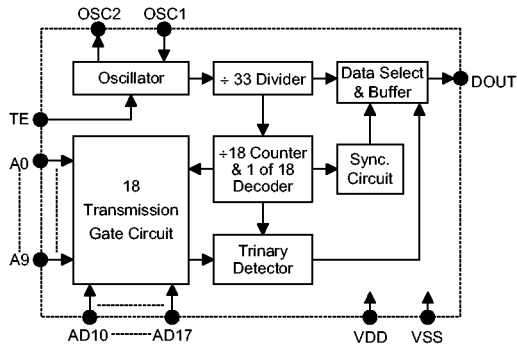 OSC2 OSC1
Oscillator
÷ 33 Divider
Data Select
& Buffer
DOUT
TE
A0
18
Transmission
Gate Circuit
÷18 Counter
& 1 of 18
Decoder
Sync.
Circuit
A9
Trinary
Detector
AD10 AD17
VDD VSS